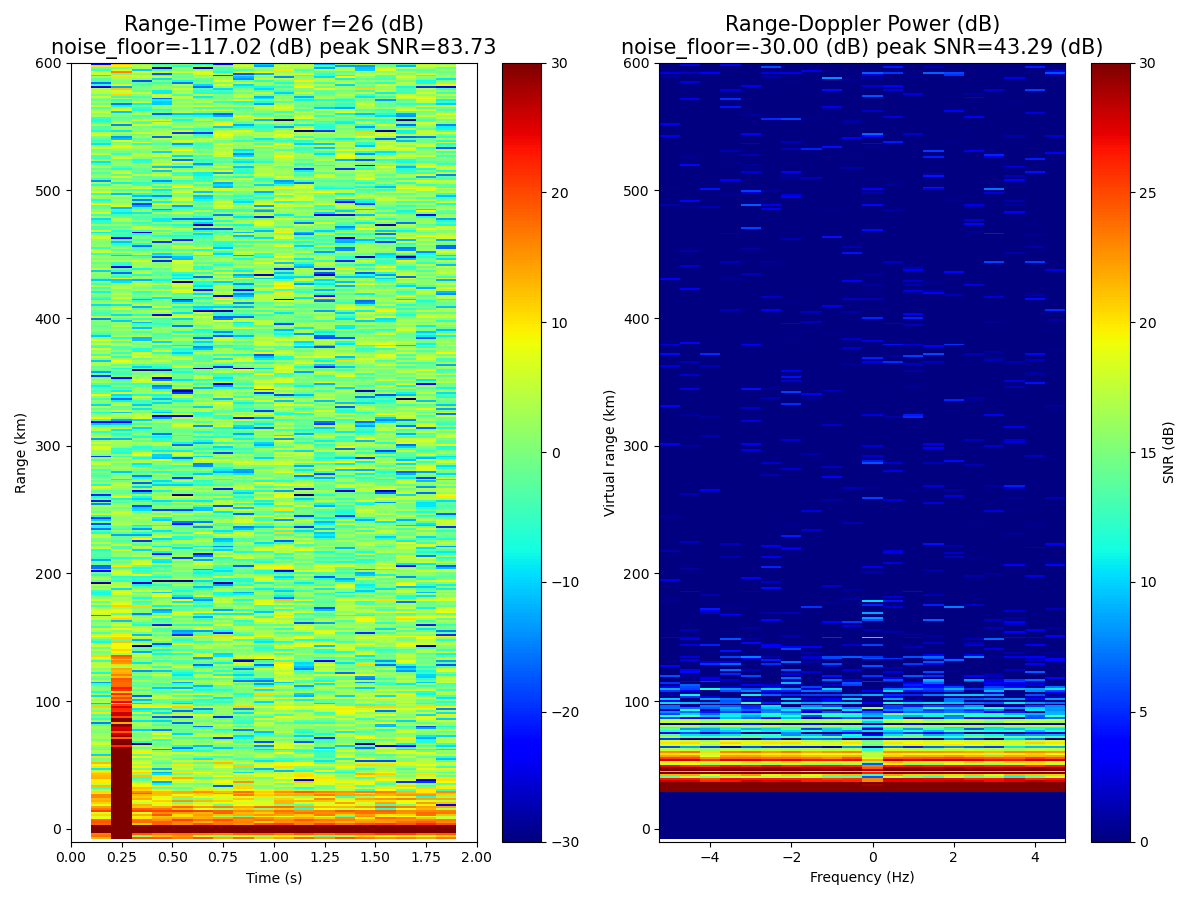 Range-Time Power f=26 (dB)
noise_floor=-117.02 (dB) peak SNR=83.73
Range-Doppler Power (dB)
noise_floor=-30.00 (dB) peak SNR=43.29 (dB)
600
500
400
300
200
100
0
Range (km)
0.00 0.25 0.50 0.75 1.00 1.25 1.50 1.75 2.00
Time (s)
30
20
10
0
−10
−20
−30
600
500
400
300
200
100
0
Virtual range (km)
−4 −2 0 2 4
Frequency (Hz)
30
25
20
15
10
5
0
SNR (dB)